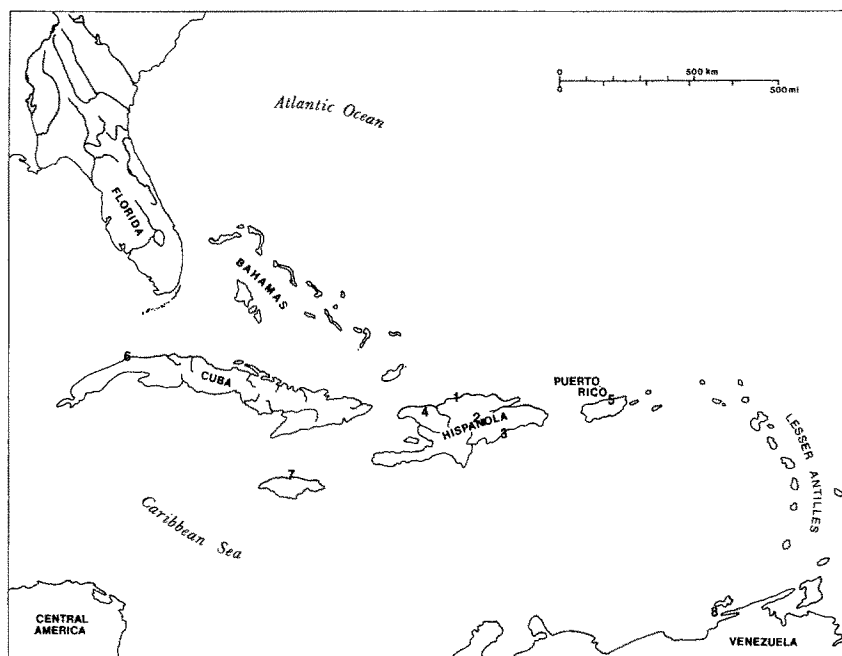 0 500 km
0 500 mi
Atlantic Ocean
FLORIDA
BAHAMAS
6
CUBA
PUERTO
RICO
5
1
4
2
HISPAÑOLA
3
LESSER ANTILLES
7
Caribbean Sea
8
CENTRAL
AMERICA
VENEZUELA